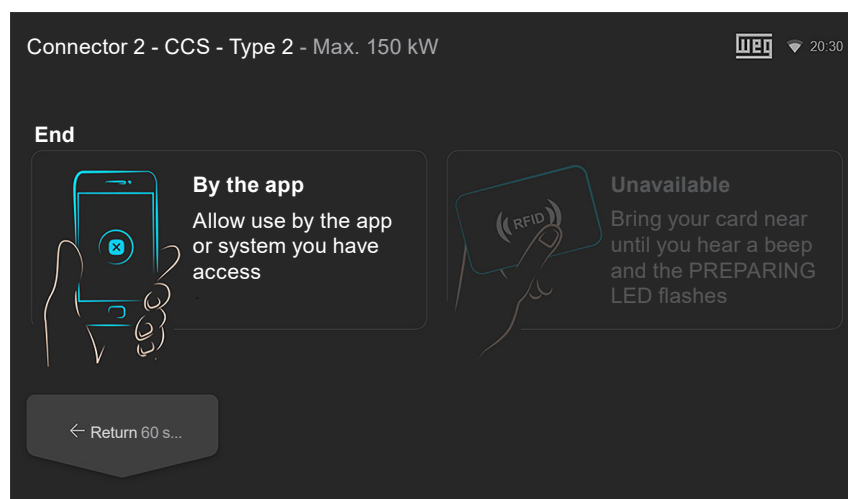 Connector 2 - CCS - Type 2 - Max. 150 kW
WEG 20:30
End
By the app
Allow use by the app
or system you have
access
RFID
Unavailable
Bring your card near
until you hear a beep
and the PREPARING
LED flashes
← Return 60 s...